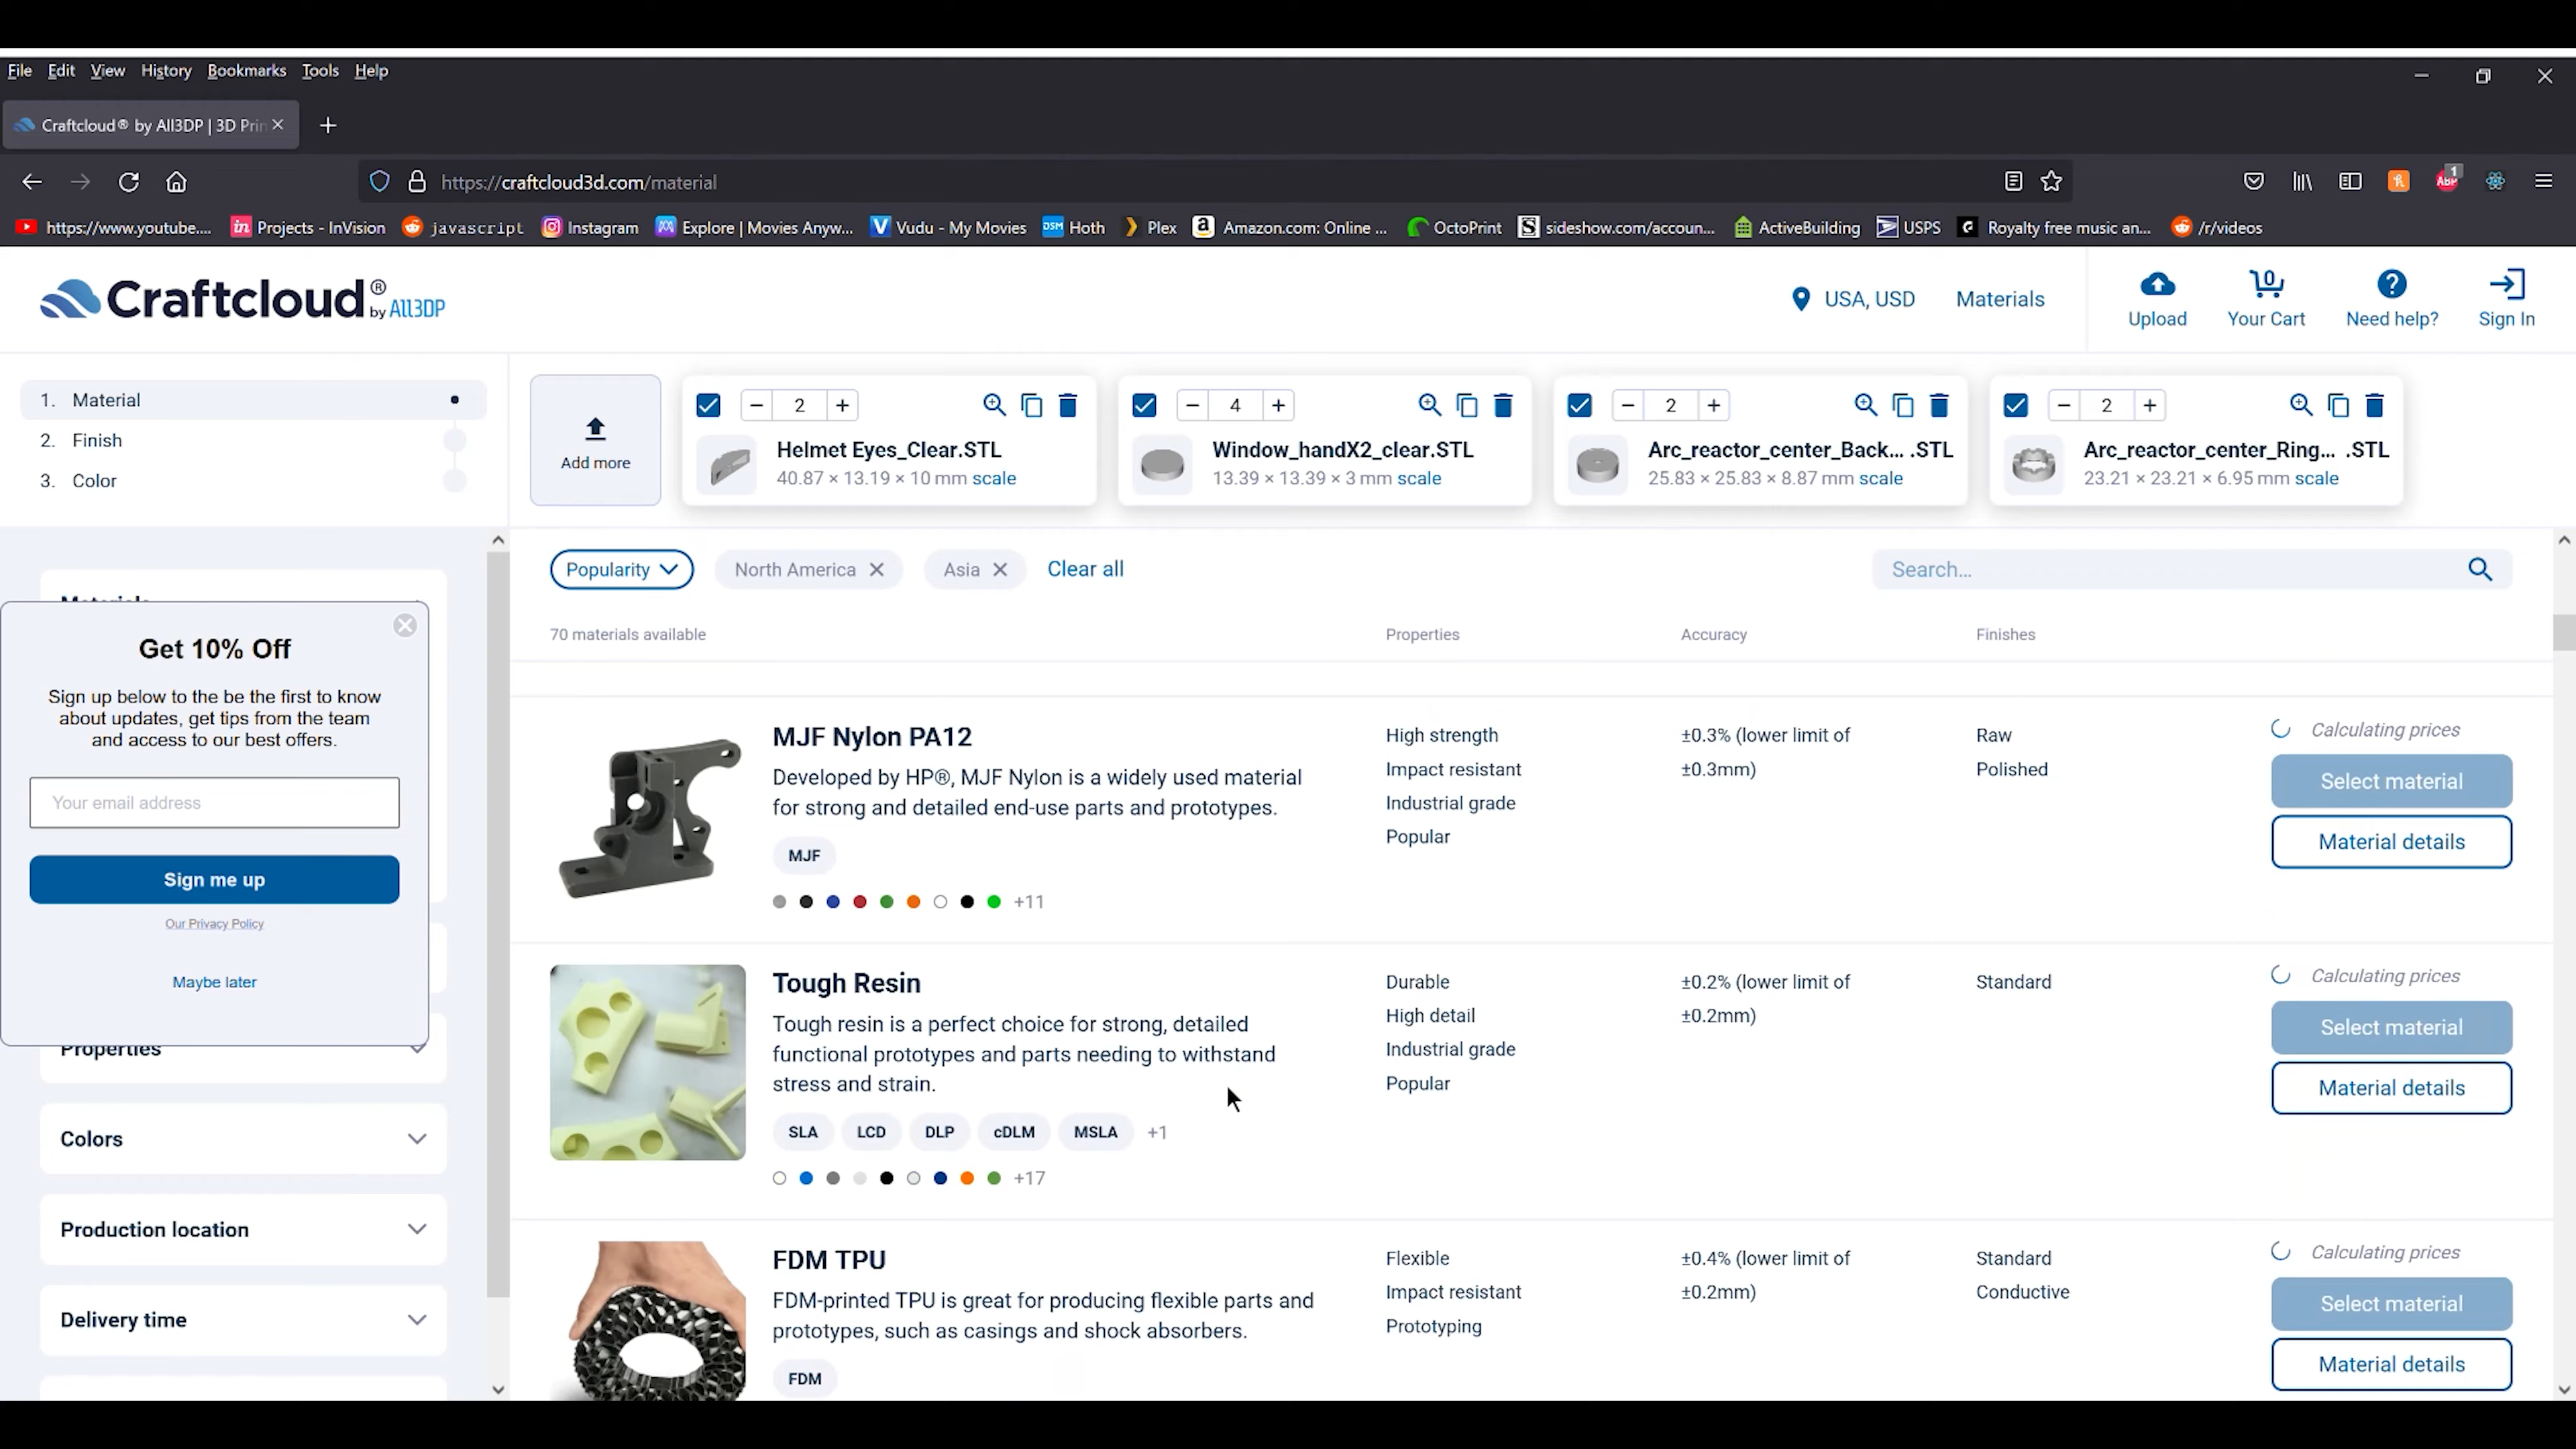 File Edit View History Bookmarks Tools Help
Craftcloud® by All3DP | 3D Prin
https://craftcloud3d.com/material
https://www.youtube.... Projects - InVision javascript Instagram Explore | Movies Anyw... Vudu - My Movies DSM Hoth Plex Amazon.com: Online ... OctoPrint sideshow.com/accoun... ActiveBuilding USPS Royalty free music an... /r/videos
Craftcloud® by All3DP
USA, USD Materials
0
Upload Your Cart Need help? Sign In
1. Material
2. Finish
3. Color
Add more
2
Helmet Eyes_Clear.STL
40.87 × 13.19 × 10 mm scale
4
Window_handX2_clear.STL
13.39 × 13.39 × 3 mm scale
2
Arc_reactor_center_Back... .STL
25.83 × 25.83 × 8.87 mm scale
2
Arc_reactor_center_Ring... .STL
23.21 × 23.21 × 6.95 mm scale
Popularity North America Asia Clear all Search...
70 materials available Properties Accuracy Finishes
Get 10% Off
Sign up below to the be the first to know
about updates, get tips from the team
and access to our best offers.
Your email address
Sign me up
Our Privacy Policy
Maybe later
Properties
Colors
Production location
Delivery time
MJF Nylon PA12
Developed by HP®, MJF Nylon is a widely used material
for strong and detailed end-use parts and prototypes.
MJF
+11
High strength
Impact resistant
Industrial grade
Popular
±0.3% (lower limit of
±0.3mm)
Raw
Polished
Calculating prices
Select material
Material details
Tough Resin
Tough resin is a perfect choice for strong, detailed
functional prototypes and parts needing to withstand
stress and strain.
SLA LCD DLP cDLM MSLA +1
+17
Durable
High detail
Industrial grade
Popular
±0.2% (lower limit of
±0.2mm)
Standard
Calculating prices
Select material
Material details
FDM TPU
FDM-printed TPU is great for producing flexible parts and
prototypes, such as casings and shock absorbers.
FDM
Flexible
Impact resistant
Prototyping
±0.4% (lower limit of
±0.2mm)
Standard
Conductive
Calculating prices
Select material
Material details